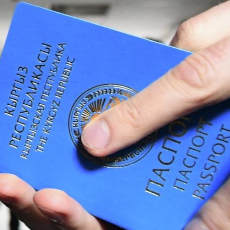 КЫРГЫЗ
РЕСПУБЛИКАСЫ
КЫРГЫЗСКАЯ РЕСПУБЛИКА
THE KYRGYZ REPUBLIC
ПАСПОРТ
ПАСПОРТ
PASSPORT